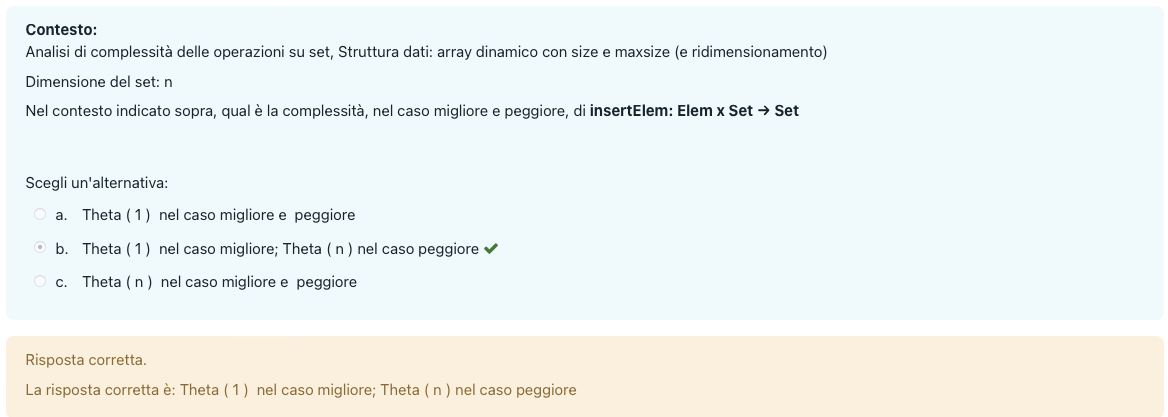 Contesto:
Analisi di complessità delle operazioni su set, Struttura dati: array dinamico con size e maxsize (e ridimensionamento)
Dimensione del set: n
Nel contesto indicato sopra, qual è la complessità, nel caso migliore e peggiore, di insertElem: Elem x Set → Set
Scegli un'alternativa:
a. Theta ( 1 ) nel caso migliore e peggiore
b. Theta ( 1 ) nel caso migliore; Theta ( n ) nel caso peggiore
c. Theta ( n ) nel caso migliore e peggiore
Risposta corretta.
La risposta corretta è: Theta ( 1 ) nel caso migliore; Theta ( n ) nel caso peggiore